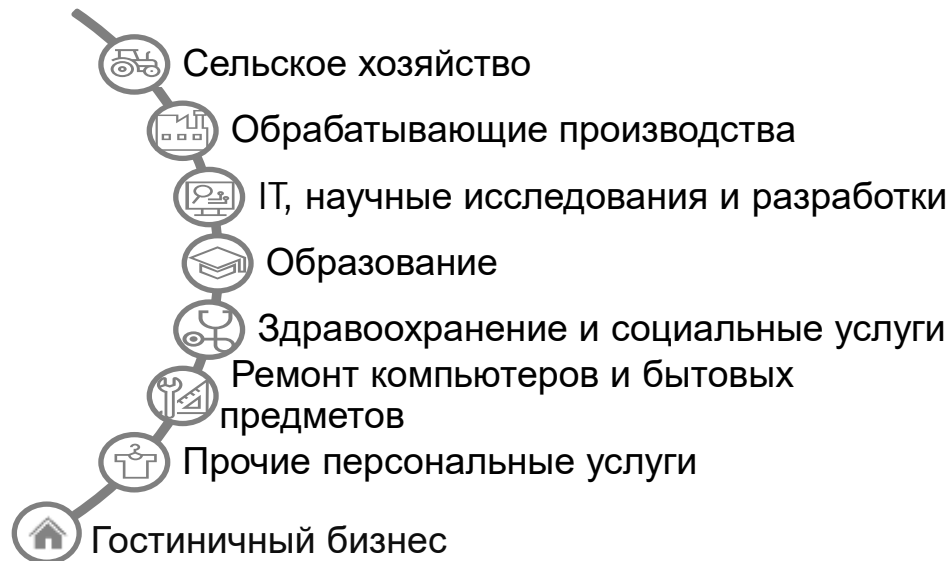 Сельское хозяйство
Обрабатывающие производства
IT, научные исследования и разработки
Образование
Здравоохранение и социальные услуги
Ремонт компьютеров и бытовых
предметов
Прочие персональные услуги
Гостиничный бизнес